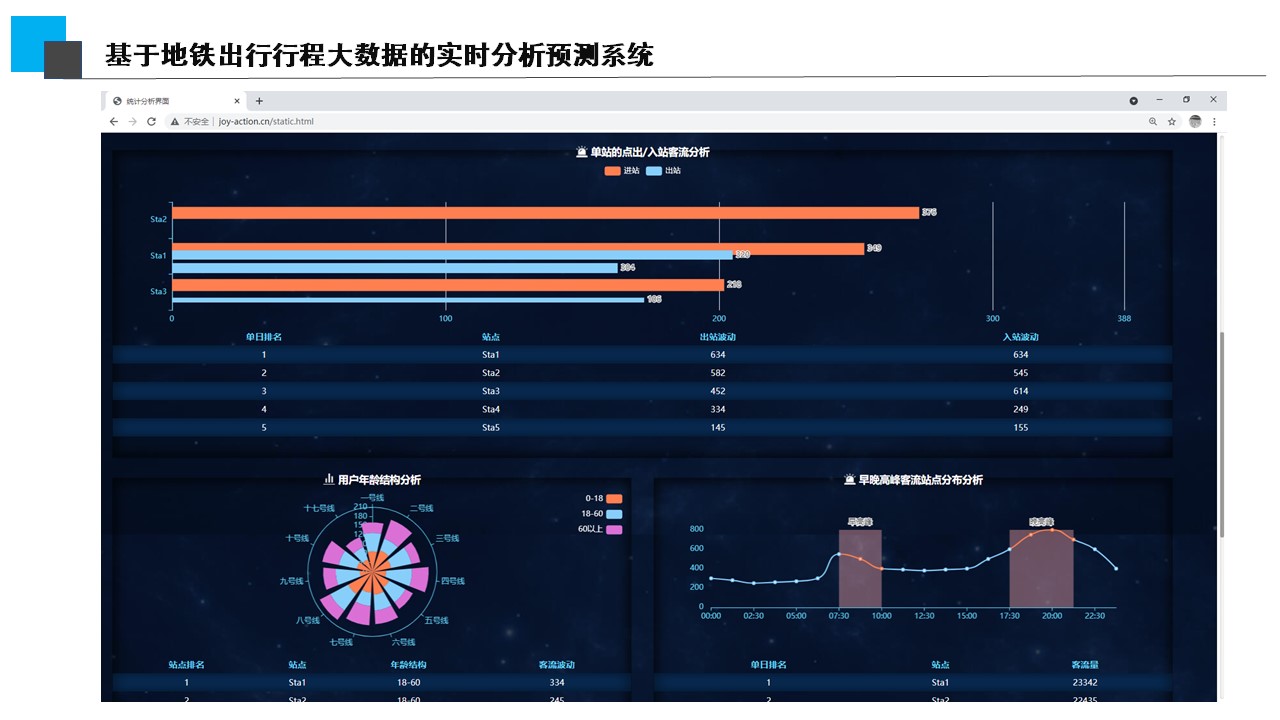 基于地铁出行行程大数据的实时分析预测系统
统计分析界面
不安全 | joy-action.cn/static.html
单站的点出/入站客流分析
进站 出站
Sta2
Sta1
349
Sta3
0 100 200 300 388
单日排名 站点 出站波动 入站波动
1 Sta1 634 634
2 Sta2 582 545
3 Sta3 452 614
4 Sta4 334 249
5 Sta5 145 155
用户年龄结构分析
0-18
18-60
60以上
一号线
二号线
三号线
四号线
五号线
六号线
七号线
八号线
九号线
十号线
十七号线
210
180
早晚高峰客流站点分布分析
早高峰 晚高峰
800
600
400
200
0
00:00 02:30 05:00 07:30 10:00 12:30 15:00 17:30 20:00 22:30
站点排名 站点 年龄结构 客流波动
1 Sta1 18-60 334
2 Sta2 18-60 245
单日排名 站点 客流量
1 Sta1 23342
2 Sta2 22435